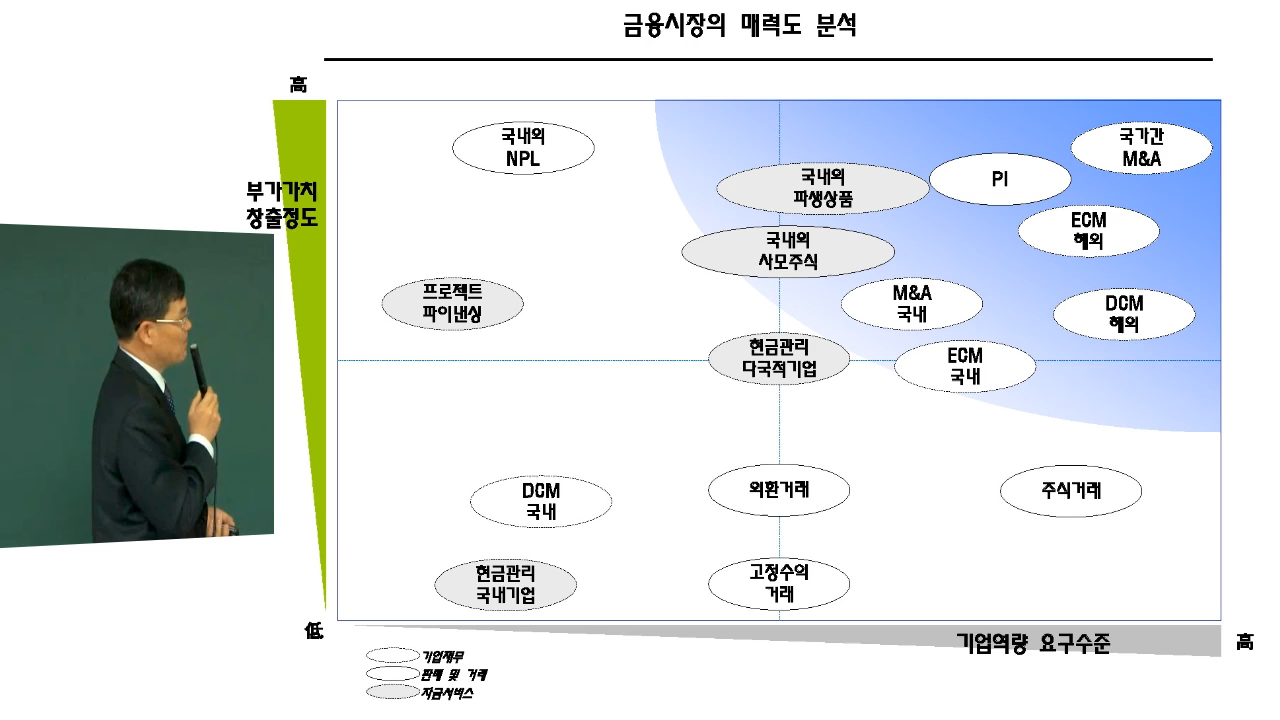 금융시장의 매력도 분석
高
부가가치
창출정도
국내외
NPL
국가간
M&A
국내외
파생상품
PI
ECM
해외
국내외
사모주식
프로젝트
파이낸싱
M&A
국내
DCM
해외
현금관리
다국적기업
ECM
국내
DCM
국내
외환거래
주식거래
현금관리
국내기업
고정수익
거래
低
기업역량 요구수준
高
기업재무
판매 및 거래
자금서비스